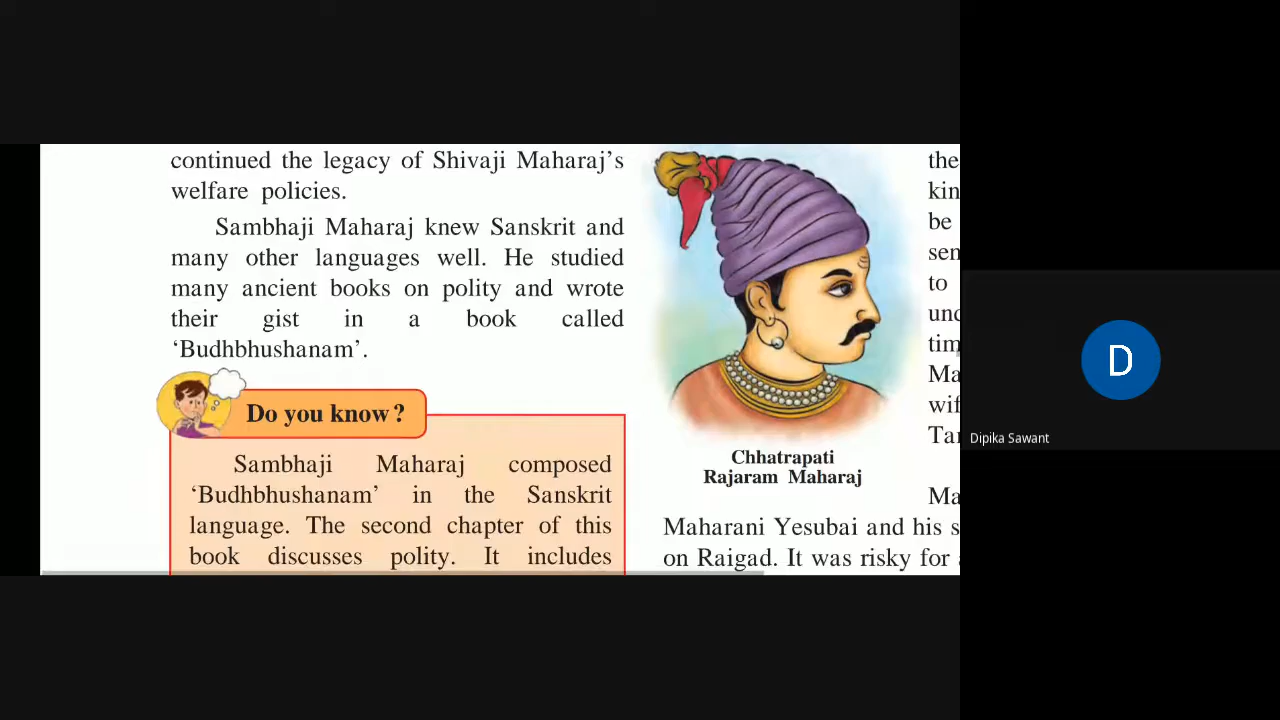 continued the legacy of Shivaji Maharaj's
welfare policies.
Sambhaji Maharaj knew Sanskrit and
many other languages well. He studied
many ancient books on polity and wrote
their gist in a book called
‘Budhbhushanam’.
Do you know ?
Sambhaji Maharaj composed
‘Budhbhushanam’ in the Sanskrit
language. The second chapter of this
book discusses polity. It includes
Chhatrapati
Rajaram Maharaj
the
be
to
Maharani Yesubai and his
on Raigad. It was risky for
D
Dipika Sawant